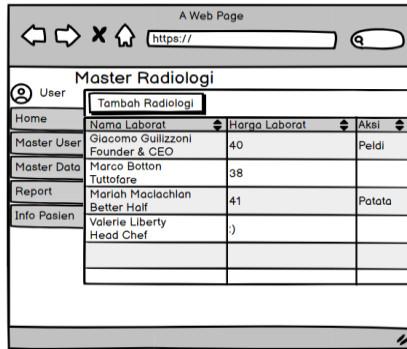 A Web Page
https://
Master Radiologi
User
Tambah Radiologi
Home
Master User
Master Data
Report
Info Pasien
Nama Laborat Harga Laborat Aksi
Giacomo Guilizzoni
Founder & CEO
40 Peldi
Marco Botton
Tuttofare
38
Mariah Maclachlan
Better Half
41 Patata
Valerie Liberty
Head Chef
:)